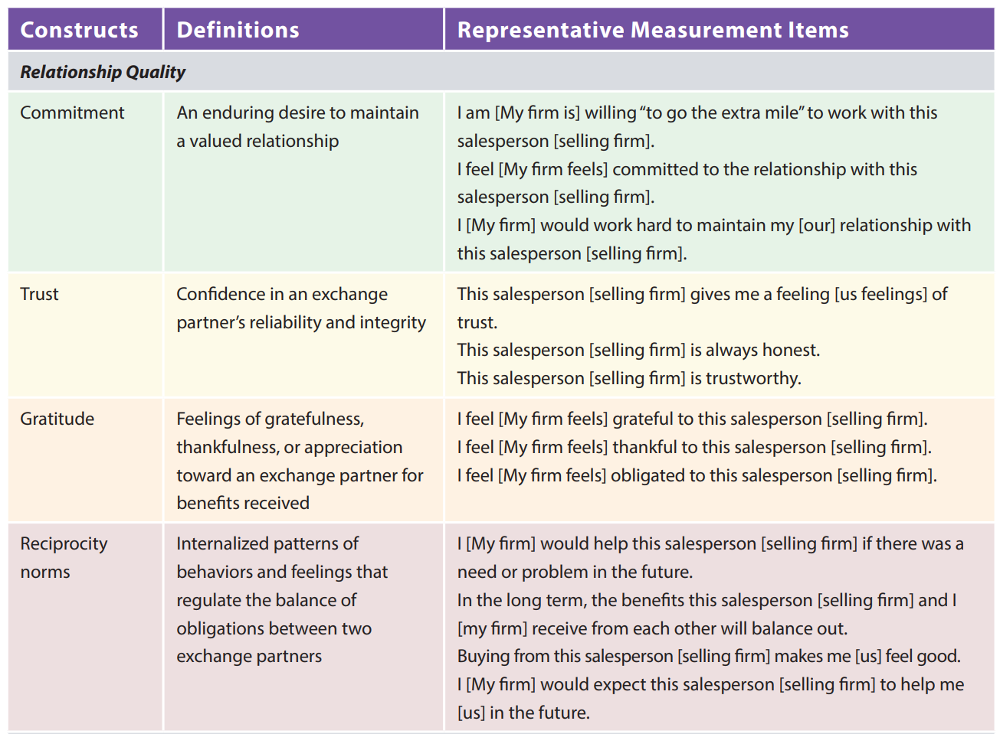 Constructs
Definitions
Representative Measurement Items
Relationship Quality
Commitment
An enduring desire to maintain
a valued relationship
I am [My firm is] willing “to go the extra mile” to work with this
salesperson [selling firm].
I feel [My firm feels] committed to the relationship with this
salesperson [selling firm].
I [My firm] would work hard to maintain my [our] relationship with
this salesperson [selling firm].
Trust
Confidence in an exchange
partner’s reliability and integrity
This salesperson [selling firm] gives me a feeling [us feelings] of
trust.
This salesperson [selling firm] is always honest.
This salesperson [selling firm] is trustworthy.
Gratitude
Feelings of gratefulness,
thankfulness, or appreciation
toward an exchange partner for
benefits received
I feel [My firm feels] grateful to this salesperson [selling firm].
I feel [My firm feels] thankful to this salesperson [selling firm].
I feel [My firm feels] obligated to this salesperson [selling firm].
Reciprocity
norms
Internalized patterns of
behaviors and feelings that
regulate the balance of
obligations between two
exchange partners
I [My firm] would help this salesperson [selling firm] if there was a
need or problem in the future.
In the long term, the benefits this salesperson [selling firm] and I
[my firm] receive from each other will balance out.
Buying from this salesperson [selling firm] makes me [us] feel good.
I [My firm] would expect this salesperson [selling firm] to help me
[us] in the future.